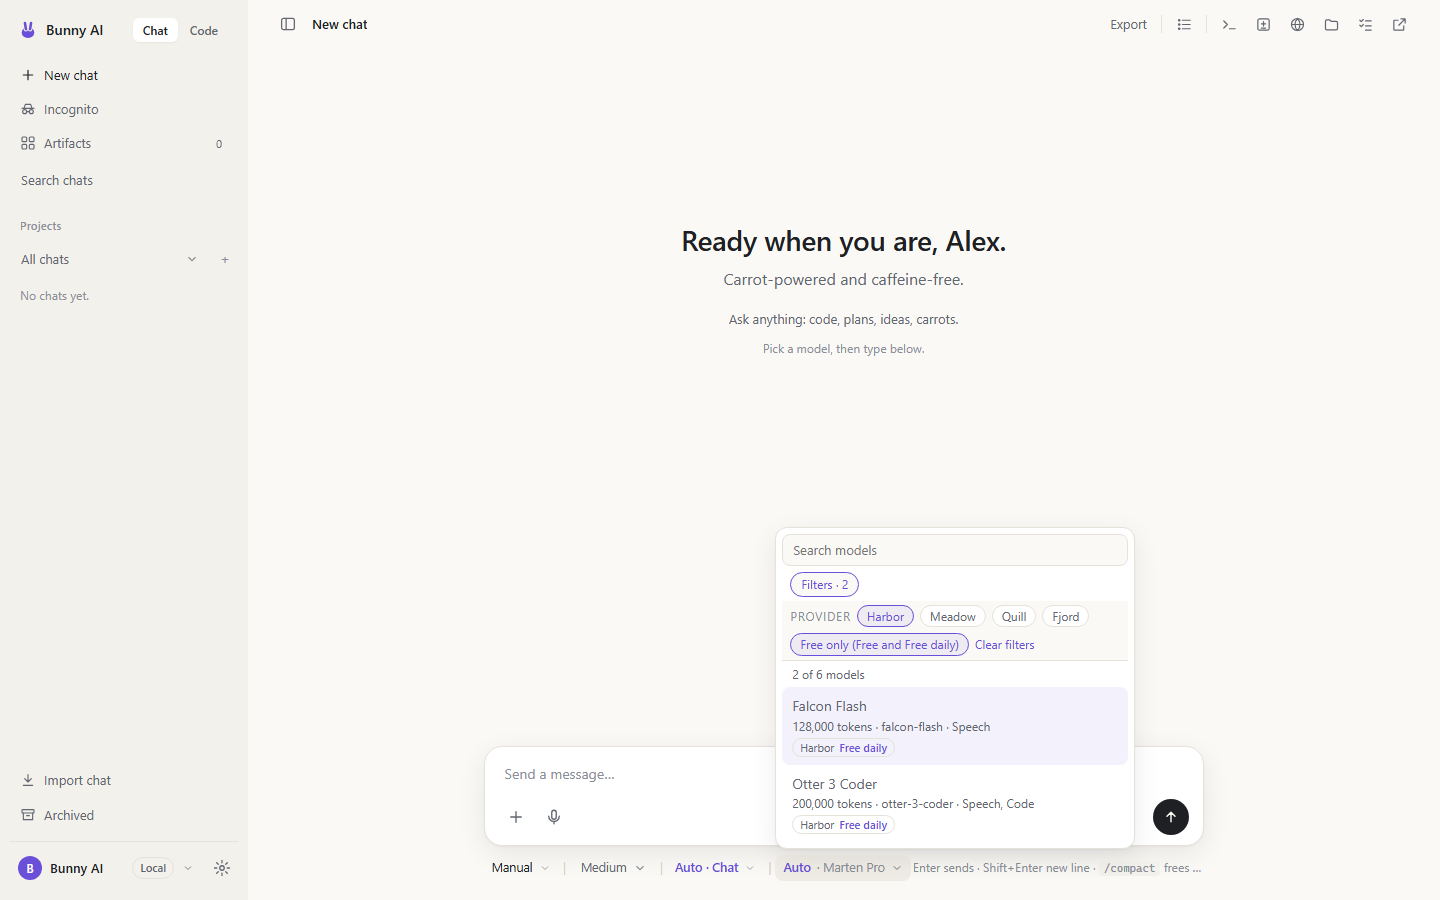 Bunny AI
Chat
Code
New chat
Incognito
Artifacts
0
Search chats
Projects
All chats
+
No chats yet.
Import chat
Archived
B
Bunny AI
Local
New chat
Export
Ready when you are, Alex.
Carrot-powered and caffeine-free.
Ask anything: code, plans, ideas, carrots.
Pick a model, then type below.
Search models
Filters · 2
PROVIDER Harbor Meadow Quill Fjord
Free only (Free and Free daily) Clear filters
2 of 6 models
Falcon Flash
128,000 tokens · falcon-flash · Speech
Harbor Free daily
Otter 3 Coder
200,000 tokens · otter-3-coder · Speech, Code
Harbor Free daily
Send a message...
Manual | Medium | Auto · Chat | Auto · Marten Pro Enter sends · Shift+Enter new line · /compact frees ...